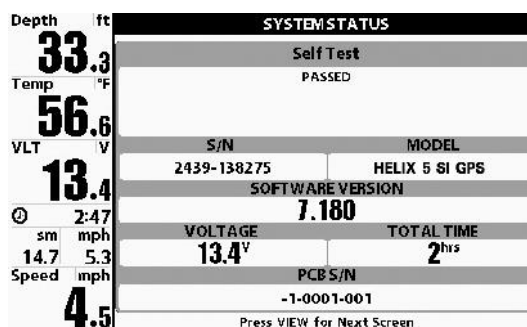 Depth ft
33.3
Temp °F
56.6
VLT V
13.4
2:47
sm mph
14.7 5.3
Speed mph
4.5
SYSTEM STATUS
Self Test
PASSED
S/N MODEL
2439-138275 HELIX 5 SI GPS
SOFTWARE VERSION
7.180
VOLTAGE TOTAL TIME
13.4V 2hrs
PCB S/N
-1-0001-001
Press VIEW for Next Screen